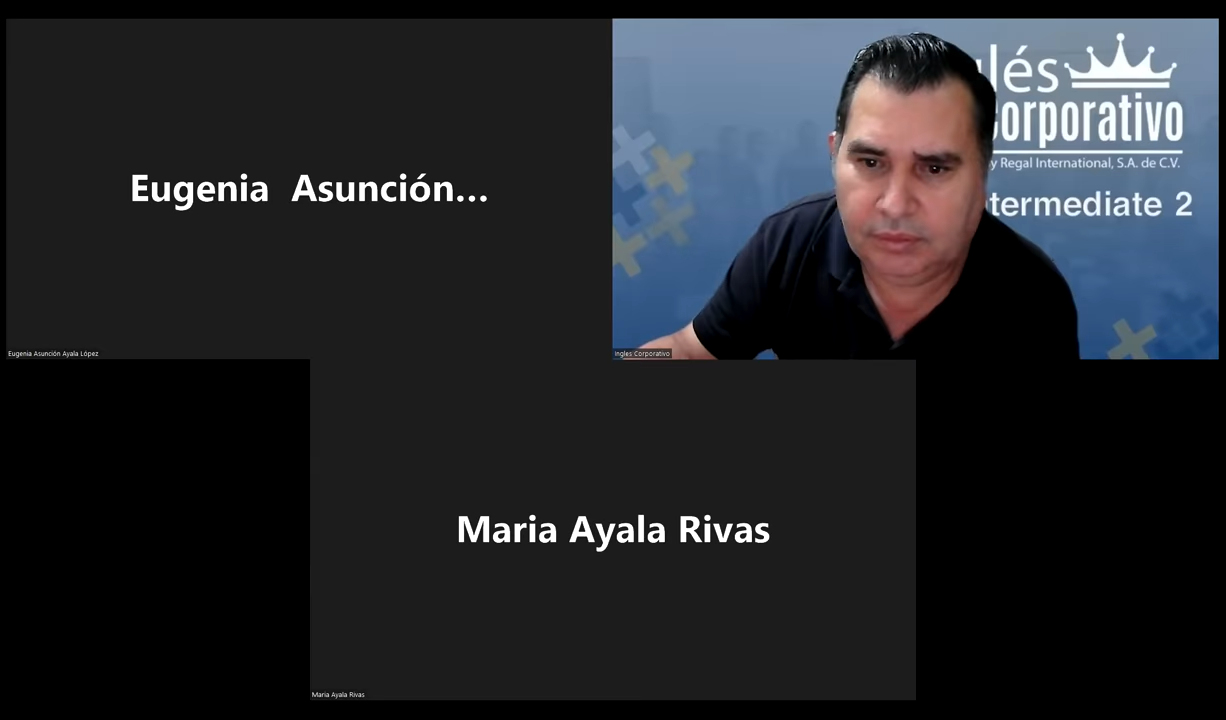 Eugenia Asunción...
Eugenia Asunción Ayala López
lés
orporativo
y Regal International, S.A. de C.V.
termediate 2
Ingles Corporativo
Maria Ayala Rivas
Maria Ayala Rivas